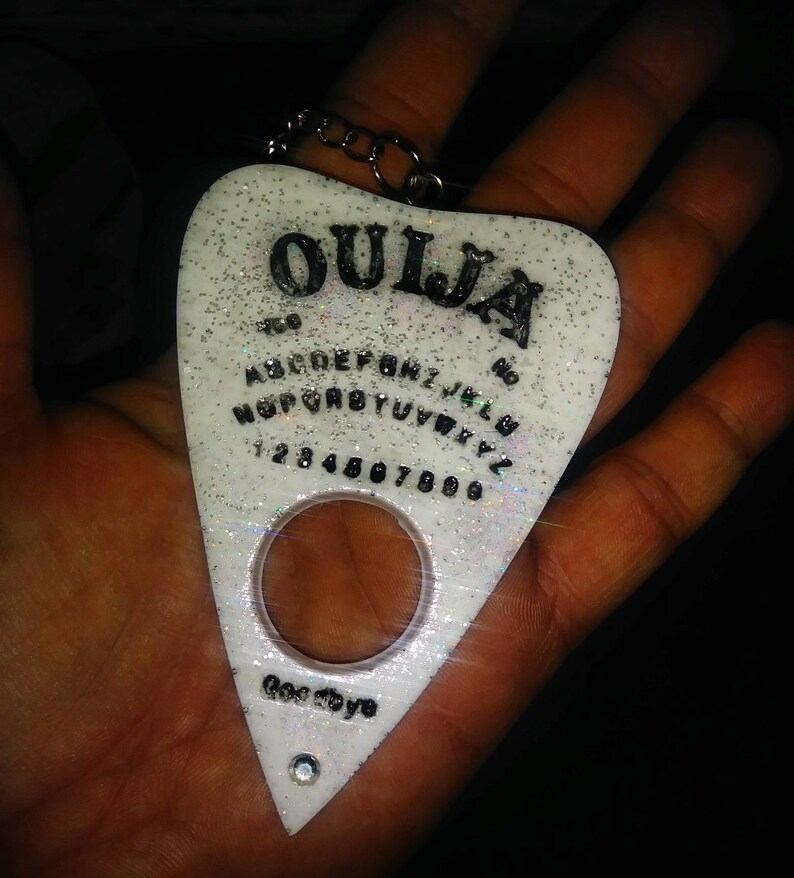 OUIJA
Yes
No
ABCDEFGHIJKLM
NOPQRSTUVWXYZ
1234567890
Goodbye